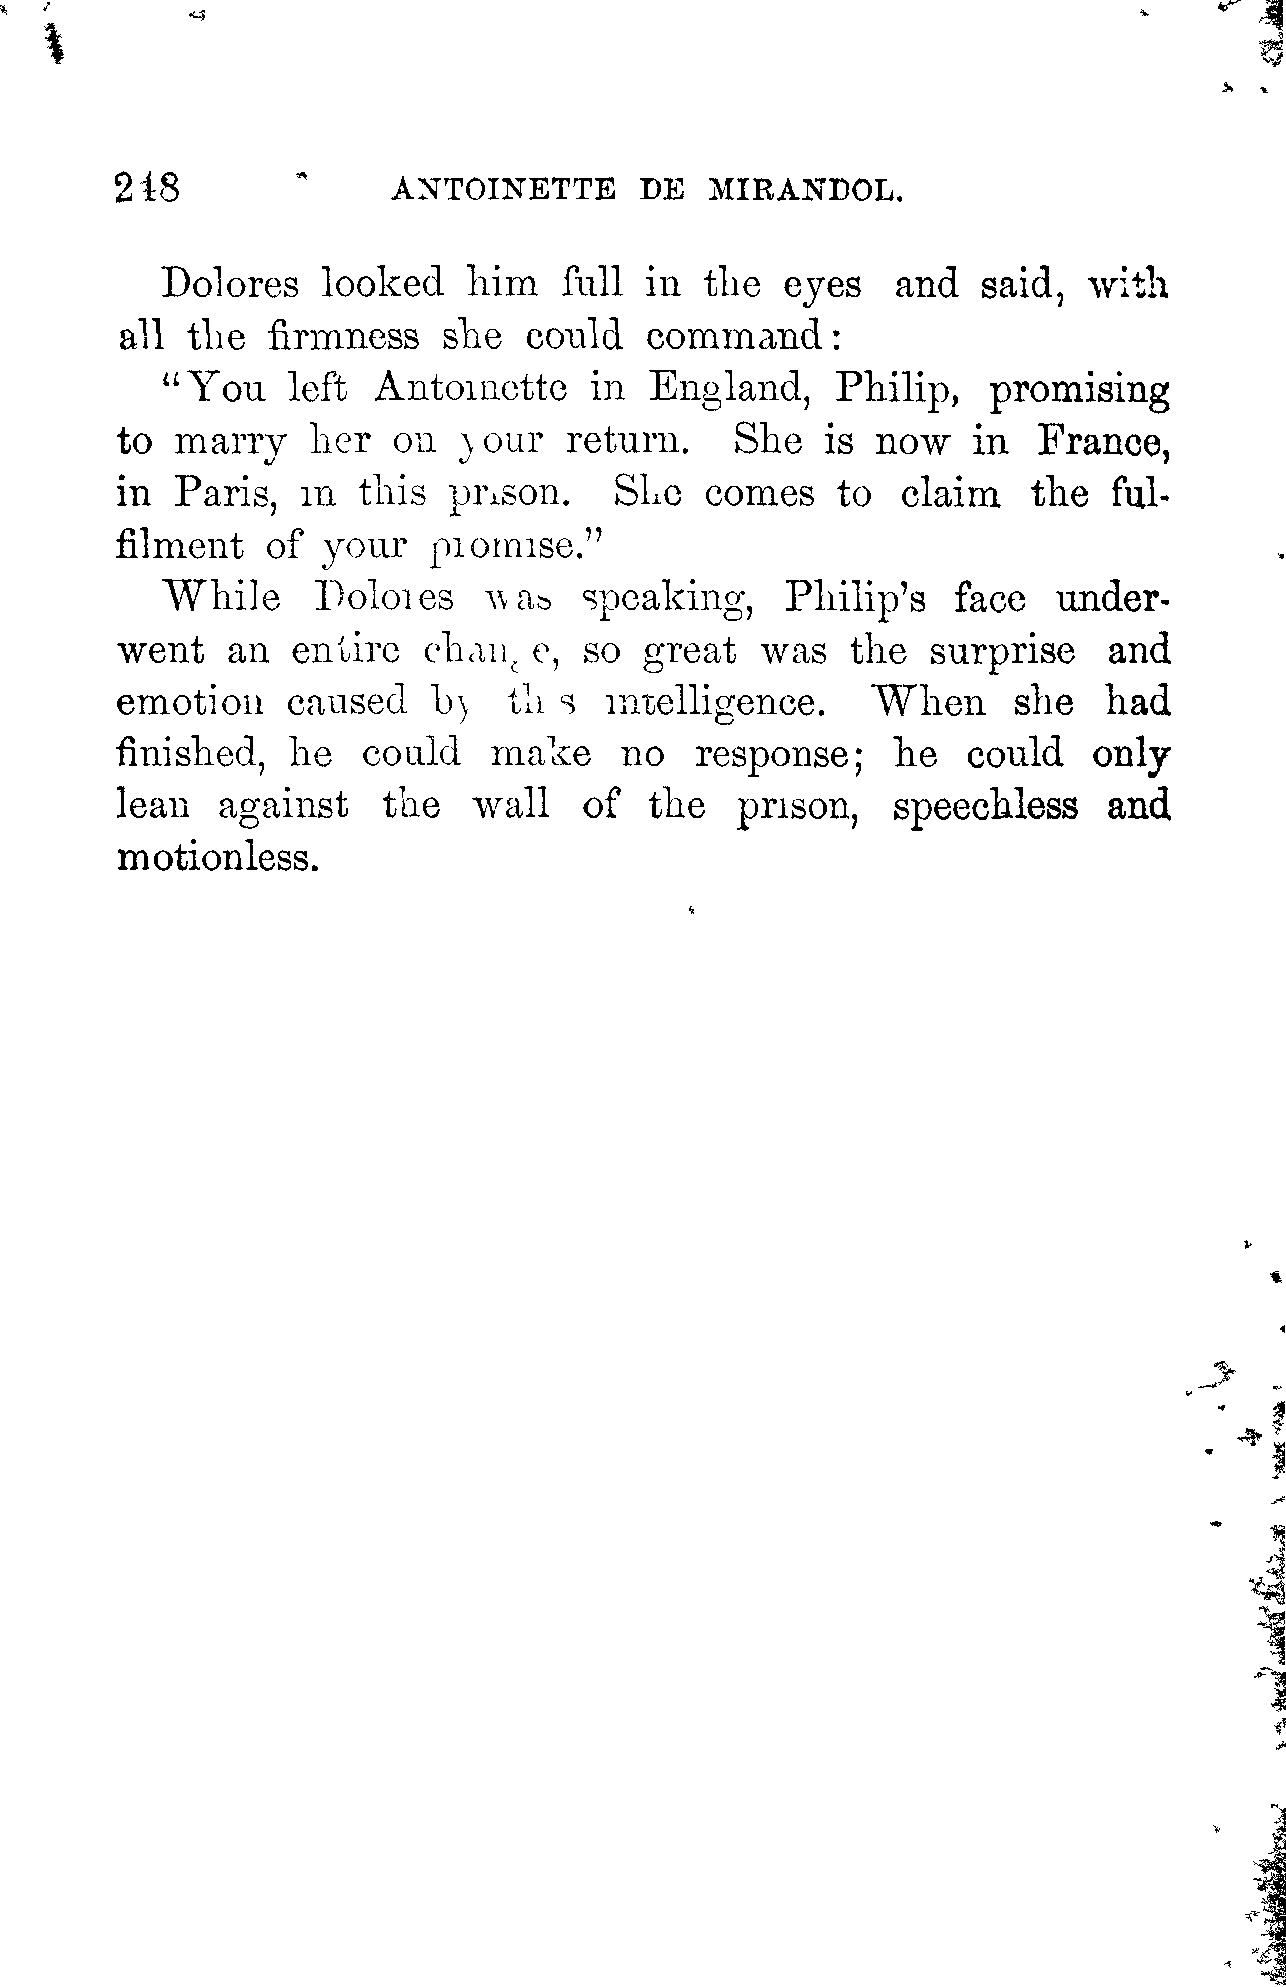 248 ANTOINETTE DE MIRANDOL.
Dolores looked him full in the eyes and said, with
all the firmness she could command:
"You left Antoinette in England, Philip, promising
to marry her on your return. She is now in France,
in Paris, in this prison. She comes to claim the ful-
filment of your promise."
While Dolores was speaking, Philip's face under-
went an entire change, so great was the surprise and
emotion caused by this intelligence. When she had
finished, he could make no response; he could only
lean against the wall of the prison, speechless and
motionless.